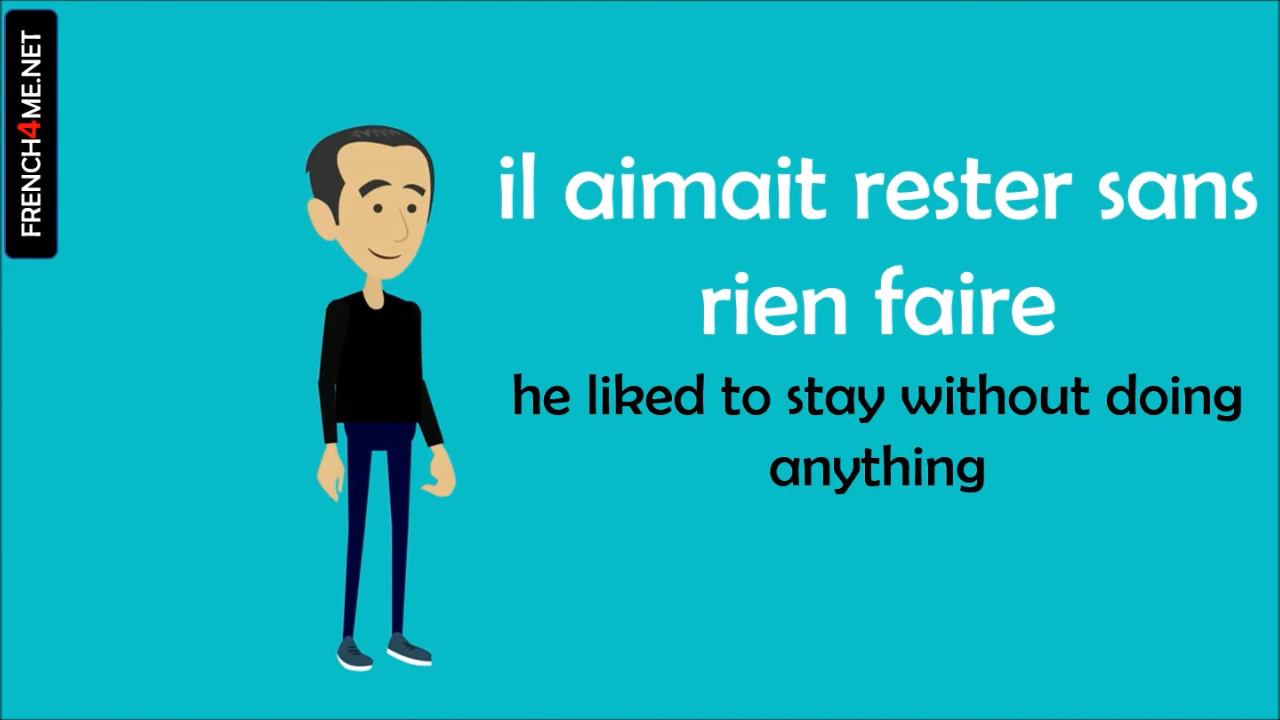 FRENCH4ME.NET
il aimait rester sans
rien faire
he liked to stay without doing
anything